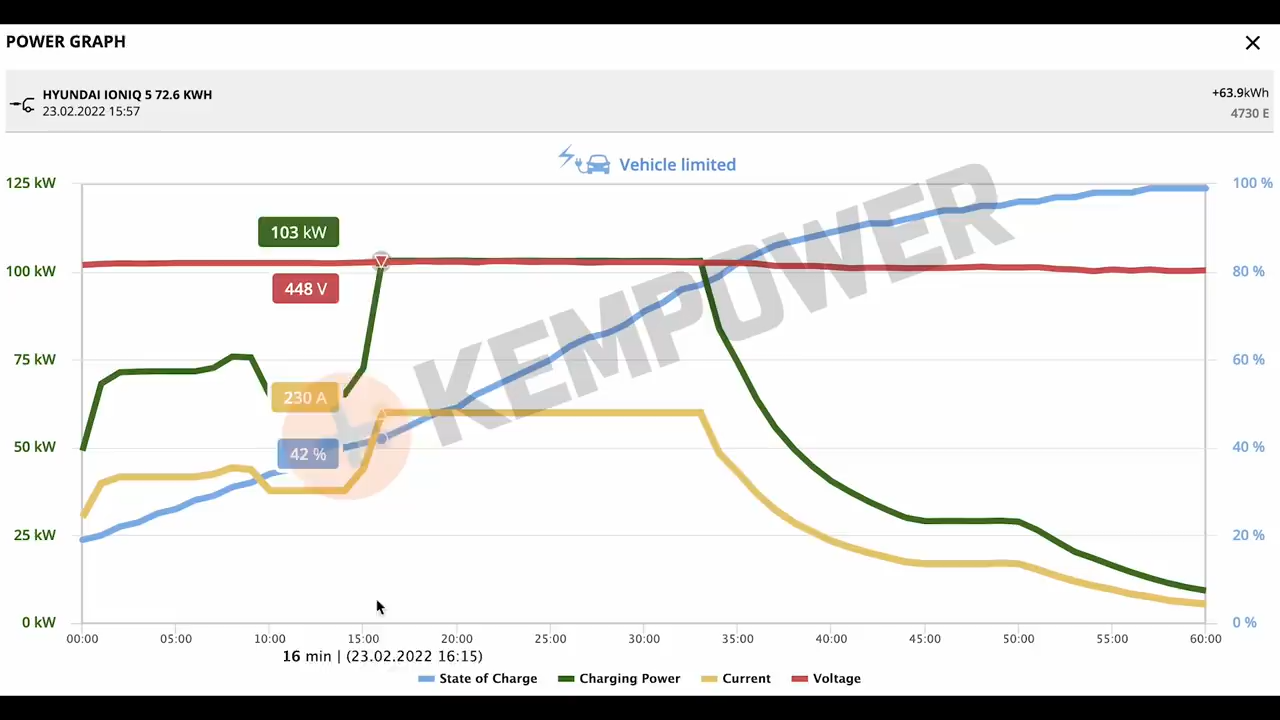 POWER GRAPH
HYUNDAI IONIQ 5 72.6 KWH
+63.9kWh
23.02.2022 15:57
4730 E
Vehicle limited
125 kW
100 %
103 kW
100 kW
80 %
448 V
75 kW
60 %
230 A
50 kW
42 %
40 %
25 kW
20 %
0 kW
0 %
KEMPOWER
00:00 05:00 10:00 15:00 20:00 25:00 30:00 35:00 40:00 45:00 50:00 55:00 60:00
16 min | (23.02.2022 16:15)
State of Charge Charging Power Current Voltage